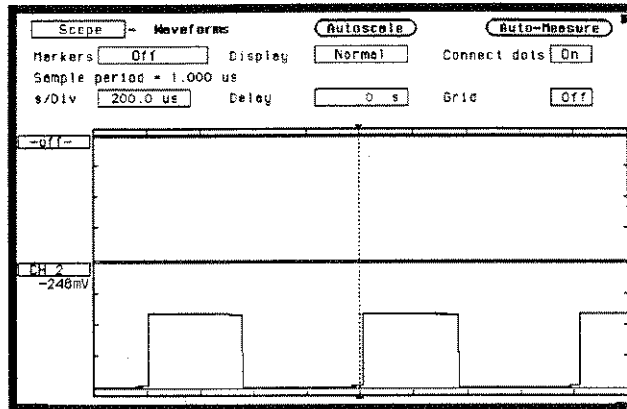 Scope - Waveforms Autoscale Auto-Measure
Markers Off Display Normal Connect dots On
Sample period = 1.000 us
s/Div 200.0 us Delay 0 s Grid Off
-off-
CH 2
-248mV